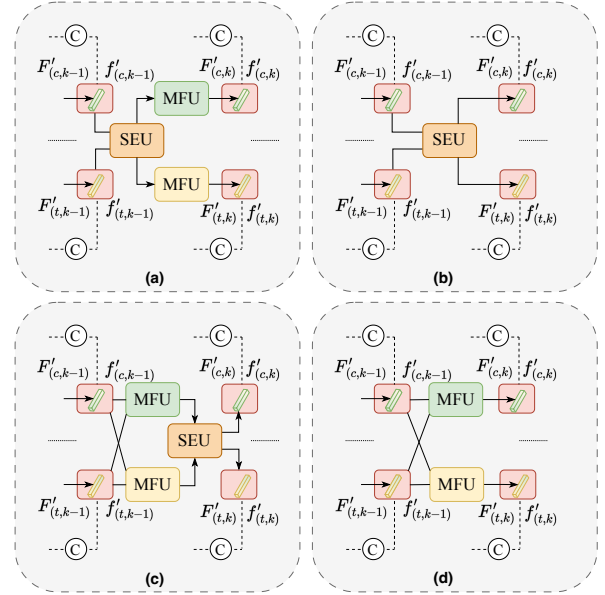 C C
F′(c,k−1) f′(c,k−1) F′(c,k) f′(c,k)
MFU
SEU
MFU
F′(t,k−1) f′(t,k−1) F′(t,k) f′(t,k)
C C
(a)
C C
F′(c,k−1) f′(c,k−1) F′(c,k) f′(c,k)
SEU
F′(t,k−1) f′(t,k−1) F′(t,k) f′(t,k)
C C
(b)
C C
F′(c,k−1) f′(c,k−1) F′(c,k) f′(c,k)
MFU
SEU
MFU
F′(t,k−1) f′(t,k−1) F′(t,k) f′(t,k)
C C
(c)
C C
F′(c,k−1) f′(c,k−1) F′(c,k) f′(c,k)
MFU
MFU
F′(t,k−1) f′(t,k−1) F′(t,k) f′(t,k)
C C
(d)